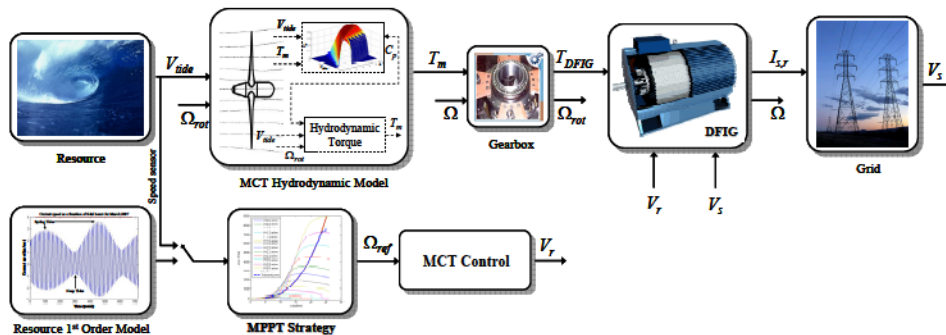 V_tide
T_m
C_p
V_tide
Ω_rot
V_tide
Ω_rot
Hydrodynamic
Torque
T_m
MCT Hydrodynamic Model
Resource
Speed sensor
T_m
Ω
Gearbox
T_DFIG
Ω_rot
DFIG
V_r
V_s
I_s,r
Ω
Grid
V_s
Resource 1st Order Model
MPPT Strategy
Ω_ref
MCT Control
V_r